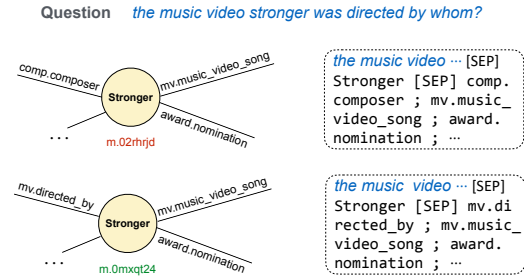 Question the music video stronger was directed by whom?
comp.composer
mv.music_video_song
Stronger
award.nomination
...
m.02rhrjd
the music video ··· [SEP]
Stronger [SEP] comp.
composer ; mv.music_
video_song ; award.
nomination ; ···
mv.directed_by
mv.music_video_song
Stronger
award.nomination
...
m.0mxqt24
the music video ··· [SEP]
Stronger [SEP] mv.di
rected_by ; mv.music_
video_song ; award.
nomination ; ···